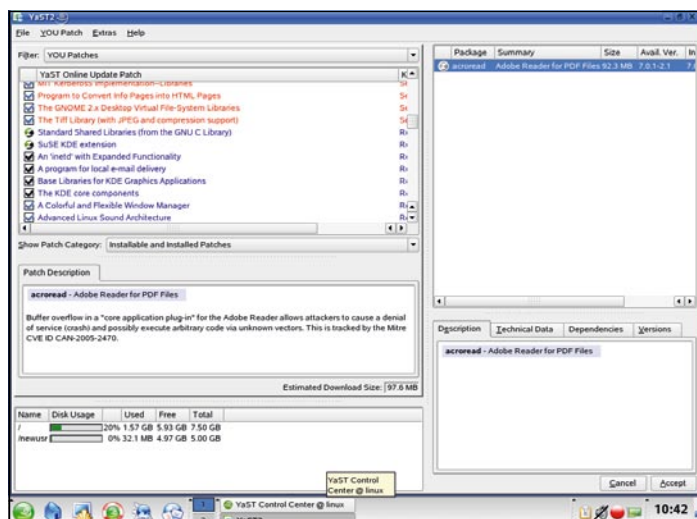 YaST2
File YOU Patch Extras Help
Filter: YOU Patches
YaST Online Update Patch
MIT Kerberos5 Implementation--Libraries
Program to Convert Info Pages into HTML Pages
The GNOME 2.x Desktop Virtual File-System Libraries
The Tiff Library (with JPEG and compression support)
Standard Shared Libraries (from the GNU C Library)
SuSE KDE extension
An 'inetd' with Expanded Functionality
A program for local e-mail delivery
Base Libraries for KDE Graphics Applications
The KDE core components
A Colorful and Flexible Window Manager
Advanced Linux Sound Architecture
Show Patch Category: Installable and Installed Patches
Patch Description
acroread - Adobe Reader for PDF Files
Buffer overflow in a "core application plug-in" for the Adobe Reader allows attackers to cause a denial
of service (crash) and possibly execute arbitrary code via unknown vectors. This is tracked by the Mitre
CVE ID CAN-2005-2470.
Estimated Download Size: 97.6 MB
Name Disk Usage Used Free Total
/ 20% 1.57 GB 5.93 GB 7.50 GB
/newusr 0% 32.1 MB 4.97 GB 5.00 GB
Package Summary Size Avail. Ver. In
acroread Adobe Reader for PDF Files 92.3 MB 7.0.1-2.1 7.0
Description Technical Data Dependencies Versions
acroread - Adobe Reader for PDF Files
Cancel Accept
YaST Control
Center @ linux
1 YaST Control Center @ linux
10:42